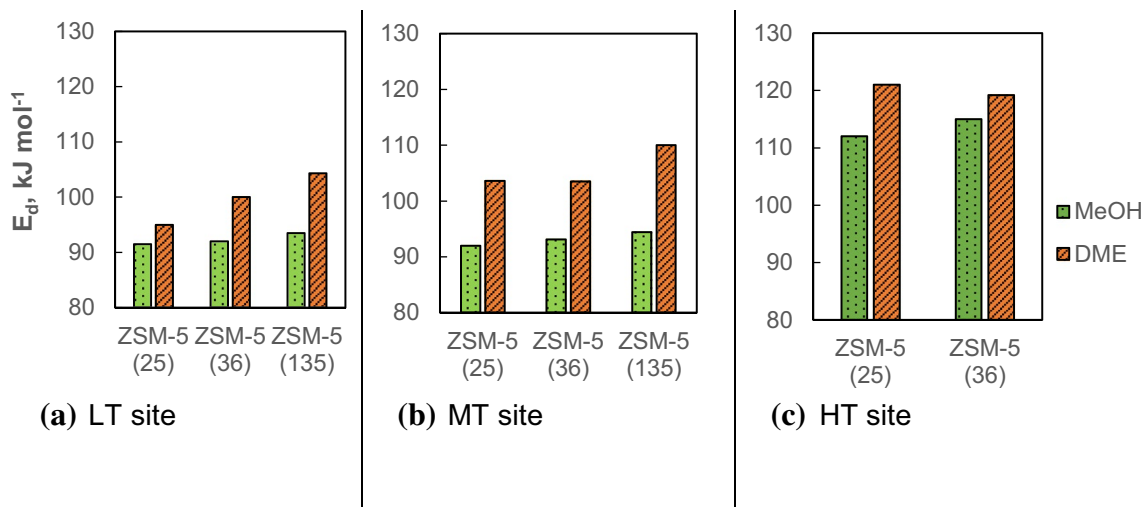 E_d, kJ mol⁻¹
130
120
110
100
90
80
ZSM-5 ZSM-5 ZSM-5
(25) (36) (135)
(a) LT site
130
120
110
100
90
80
ZSM-5 ZSM-5 ZSM-5
(25) (36) (135)
(b) MT site
130
120
110
100
90
80
ZSM-5 ZSM-5
(25) (36)
(c) HT site
MeOH
DME